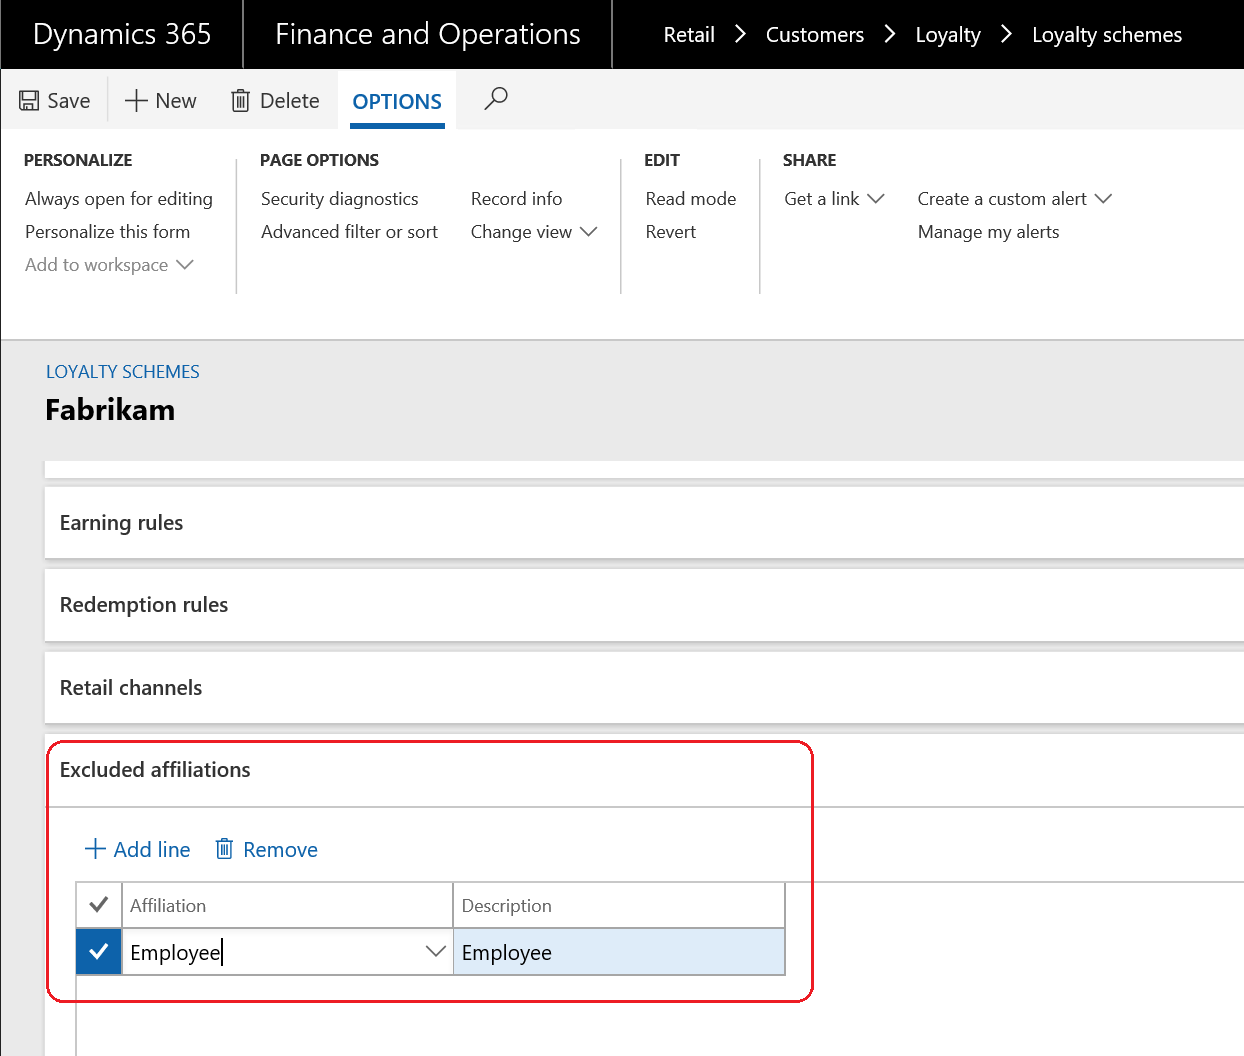 Dynamics 365 Finance and Operations Retail > Customers > Loyalty > Loyalty schemes
Save New Delete OPTIONS
PERSONALIZE PAGE OPTIONS EDIT SHARE
Always open for editing Security diagnostics Record info Read mode Get a link Create a custom alert
Personalize this form Advanced filter or sort Change view Revert Manage my alerts
Add to workspace
LOYALTY SCHEMES
Fabrikam
Earning rules
Redemption rules
Retail channels
Excluded affiliations
Add line Remove
Affiliation Description
Employee Employee